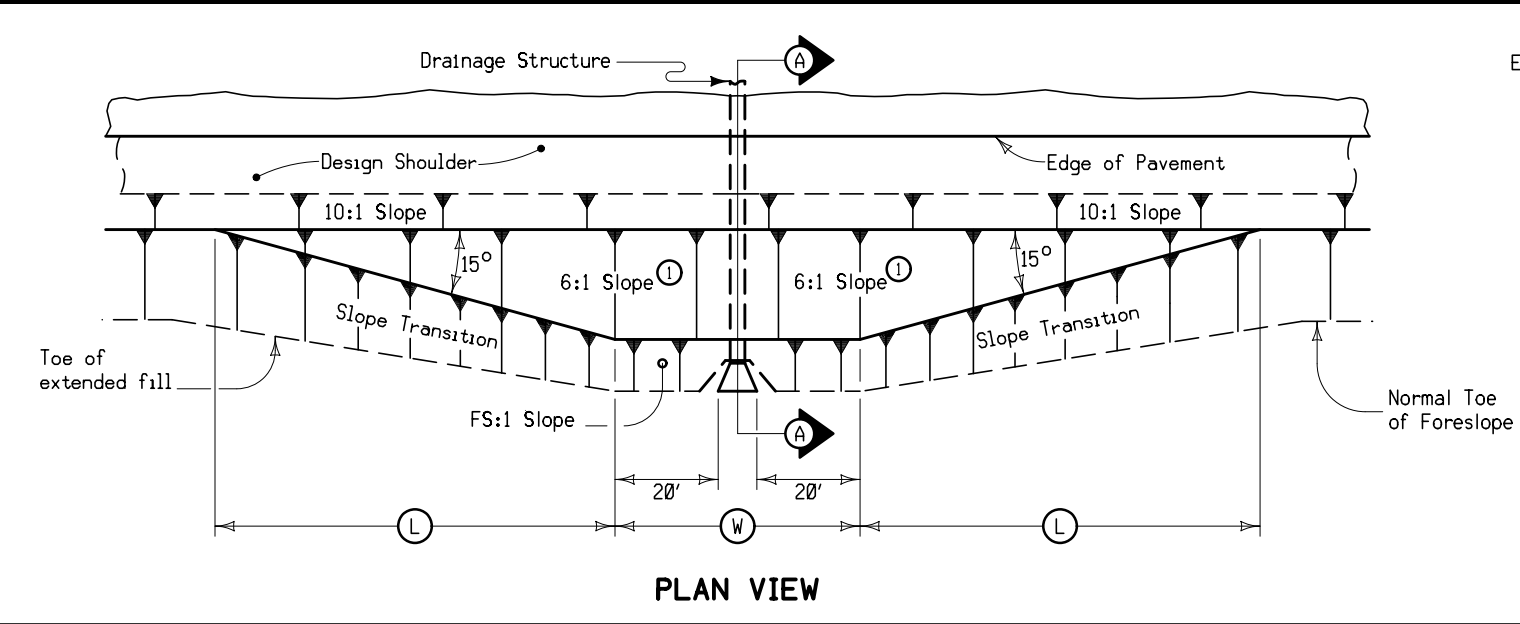 Drainage Structure
A
E
Design Shoulder
Edge of Pavement
10:1 Slope
10:1 Slope
15°
6:1 Slope 1
6:1 Slope 1
15°
Slope Transition
Slope Transition
Toe of
extended fill
Normal Toe
of Foreslope
FS:1 Slope
A
20'
20'
L
W
L
PLAN VIEW